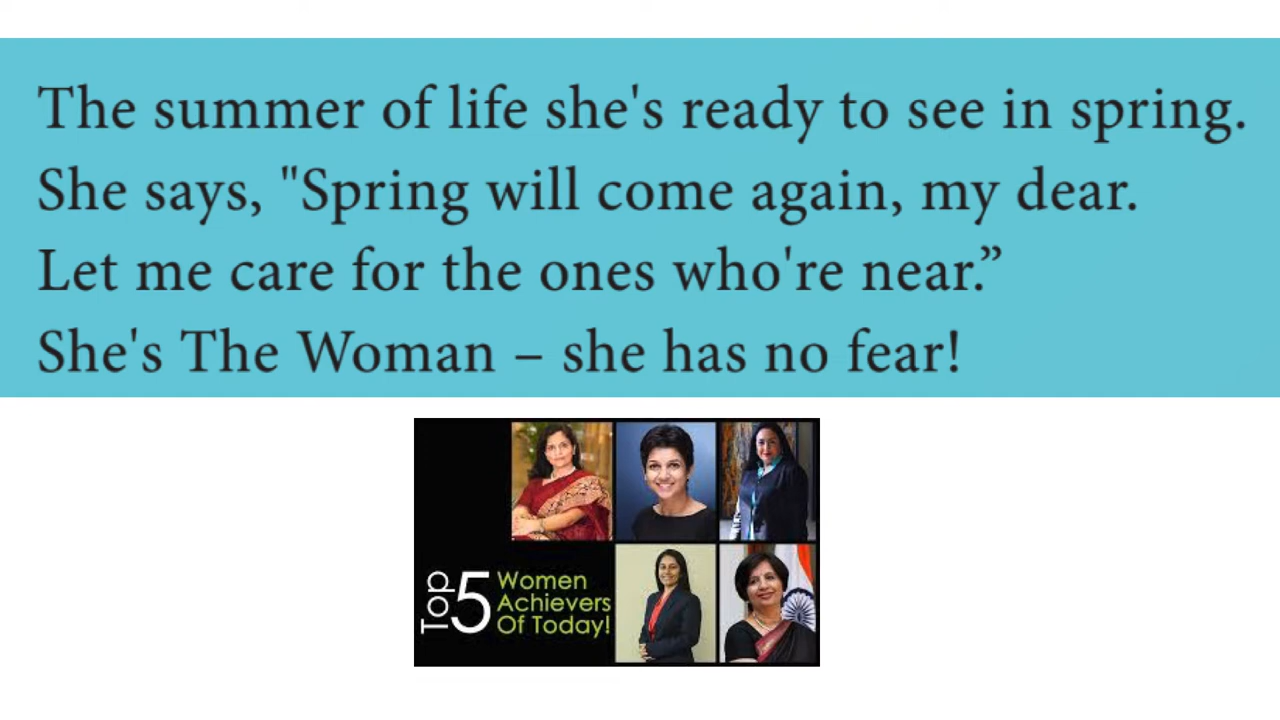 The summer of life she's ready to see in spring.
She says, "Spring will come again, my dear.
Let me care for the ones who're near.”
She's The Woman – she has no fear!
Top 5 Women
Achievers
Of Today!